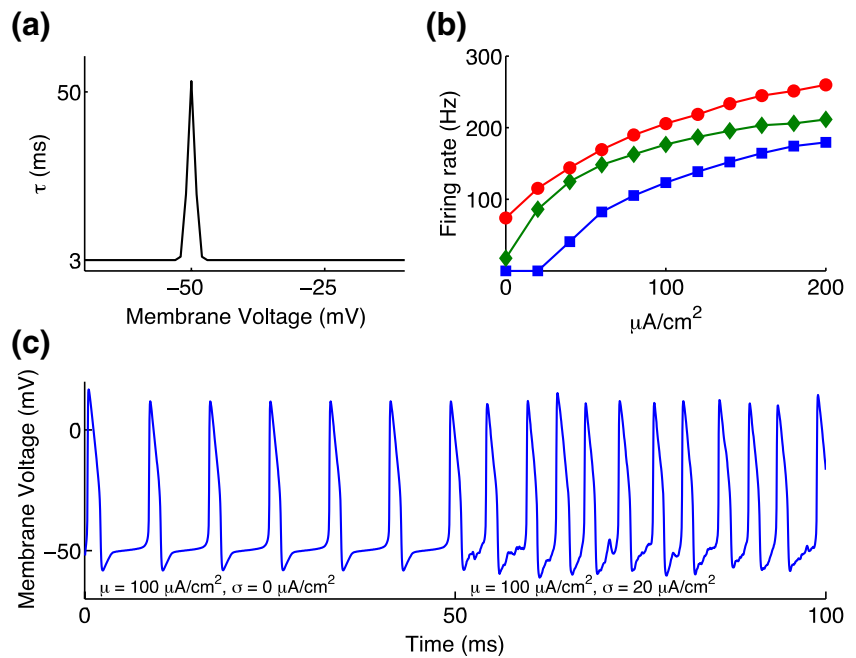 (a)
50
3
τ (ms)
−50 −25
Membrane Voltage (mV)
(b)
300
200
100
Firing rate (Hz)
0 100 200
μA/cm²
(c)
0
−50
Membrane Voltage (mV)
μ = 100 μA/cm², σ = 0 μA/cm²
μ = 100 μA/cm², σ = 20 μA/cm²
0 50 100
Time (ms)